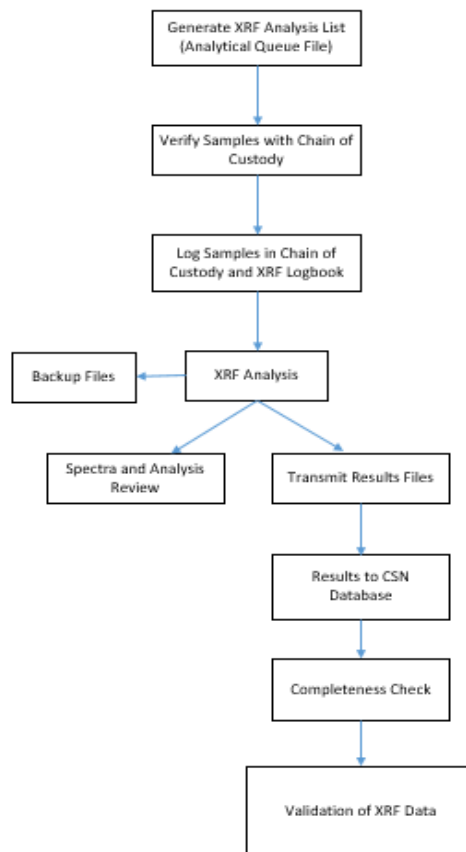 Generate XRF Analysis List
(Analytical Queue File)
Verify Samples with Chain of
Custody
Log Samples in Chain of
Custody and XRF Logbook
Backup Files
XRF Analysis
Spectra and Analysis
Review
Transmit Results Files
Results to CSN
Database
Completeness Check
Validation of XRF Data